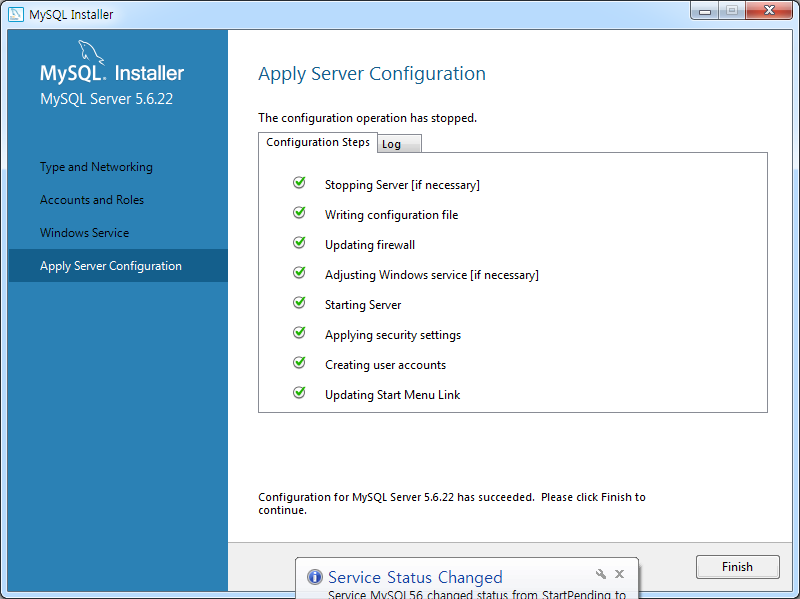 MySQL Installer
MySQL. Installer
MySQL Server 5.6.22
Type and Networking
Accounts and Roles
Windows Service
Apply Server Configuration
Apply Server Configuration
The configuration operation has stopped.
Configuration Steps
Log
Stopping Server [if necessary]
Writing configuration file
Updating firewall
Adjusting Windows service [if necessary]
Starting Server
Applying security settings
Creating user accounts
Updating Start Menu Link
Configuration for MySQL Server 5.6.22 has succeeded.  Please click Finish to
continue.
Service Status Changed
Service MySQL56 changed status from StartPending to
Finish